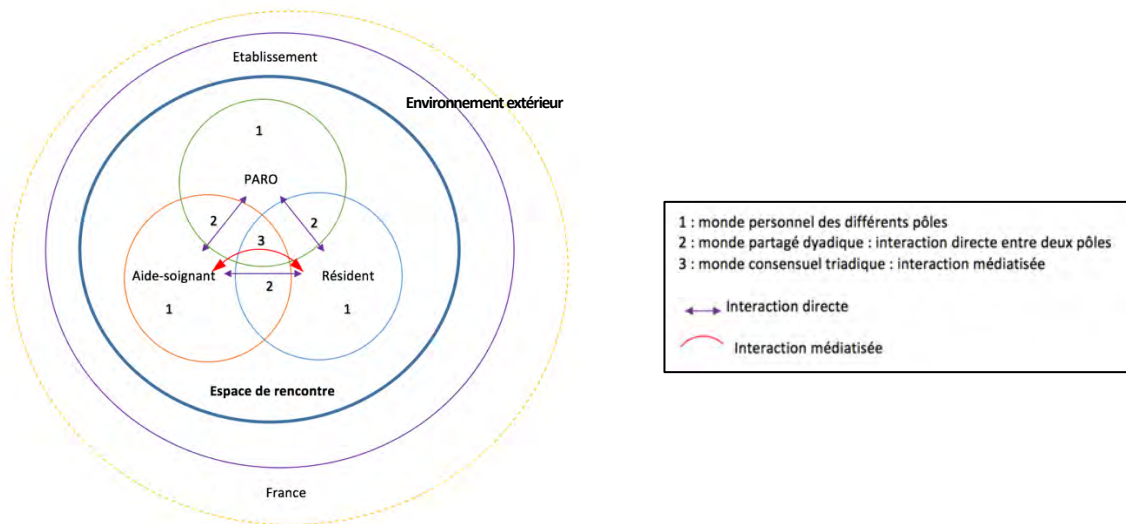 Etablissement
Environnement extérieur
1
PARO
2
2
3
Aide-soignant
Résident
2
1
1
Espace de rencontre
France
1 : monde personnel des différents pôles
2 : monde partagé dyadique : interaction directe entre deux pôles
3 : monde consensuel triadique : interaction médiatisée
Interaction directe
Interaction médiatisée